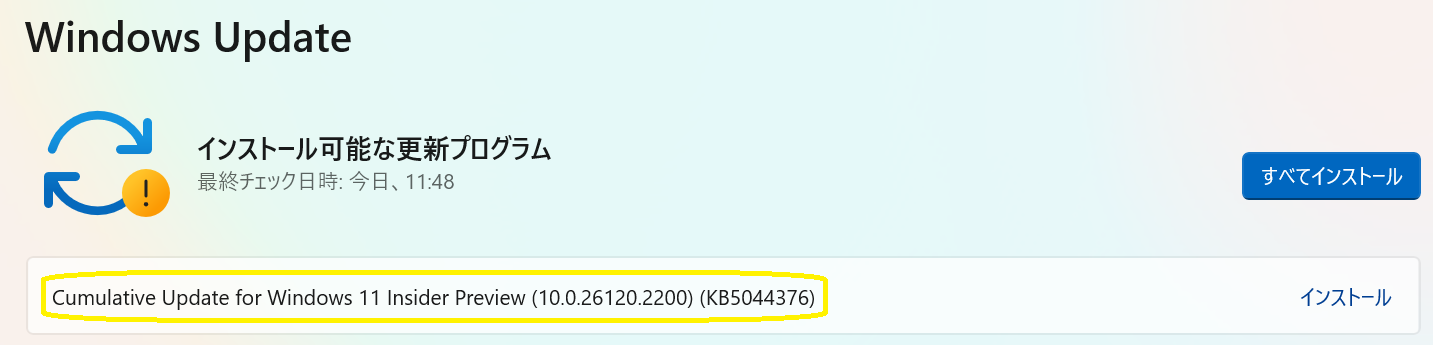 Windows Update
インストール可能な更新プログラム
最終チェック日時: 今日、11:48
すべてインストール
Cumulative Update for Windows 11 Insider Preview (10.0.26120.2200) (KB5044376)
インストール